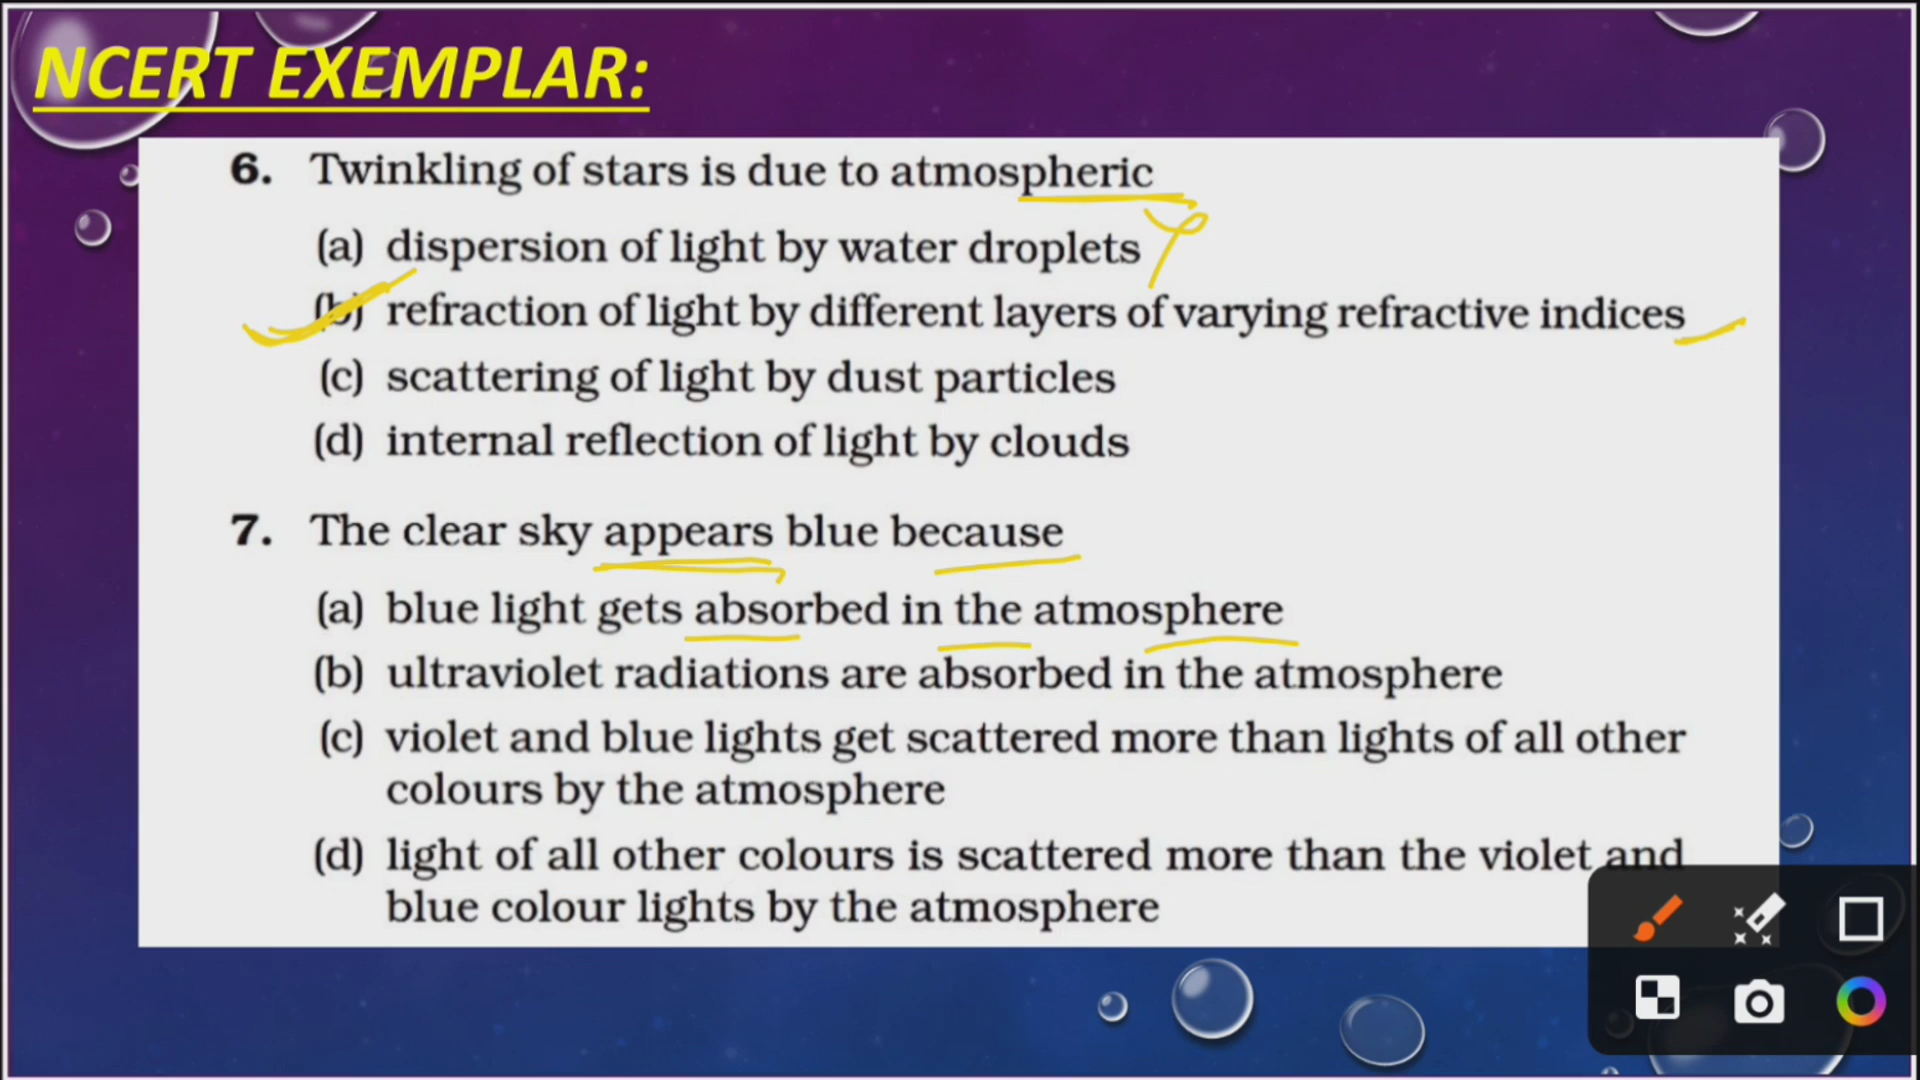 NCERT EXEMPLAR:
6. Twinkling of stars is due to atmospheric
(a) dispersion of light by water droplets
(b) refraction of light by different layers of varying refractive indices
(c) scattering of light by dust particles
(d) internal reflection of light by clouds
7. The clear sky appears blue because
(a) blue light gets absorbed in the atmosphere
(b) ultraviolet radiations are absorbed in the atmosphere
(c) violet and blue lights get scattered more than lights of all other
colours by the atmosphere
(d) light of all other colours is scattered more than the violet and
blue colour lights by the atmosphere